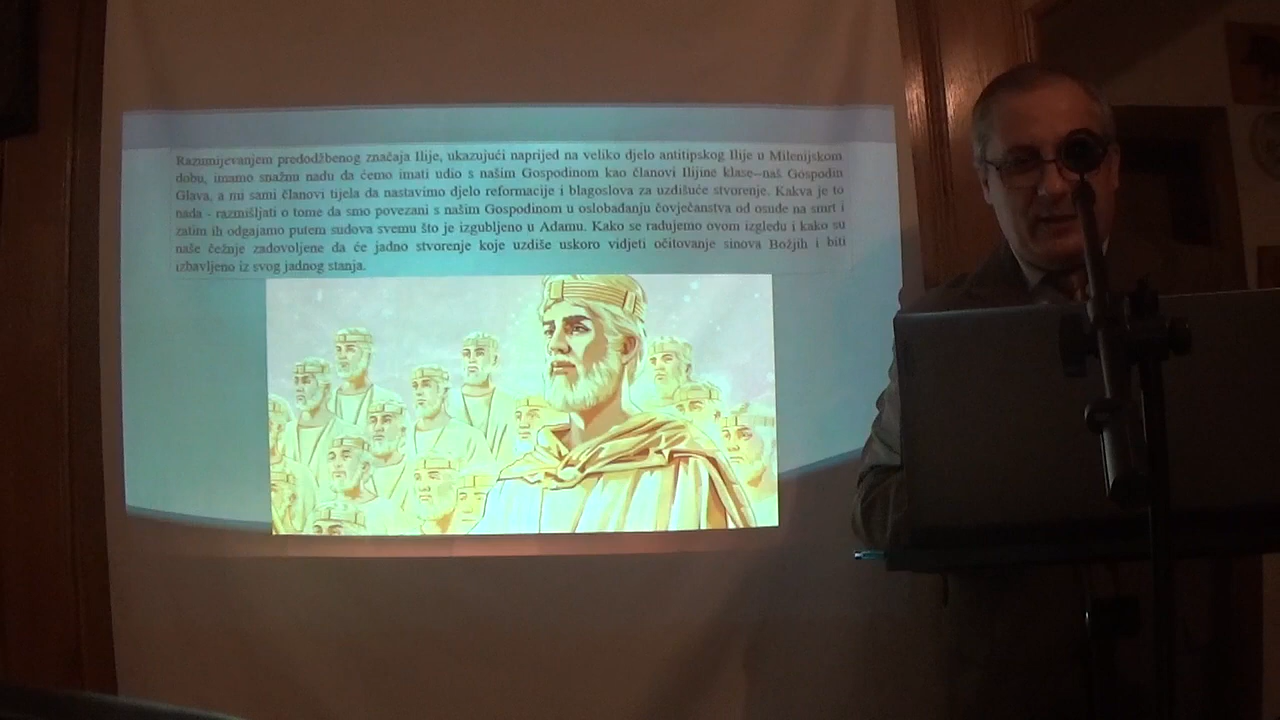 Razumijevanjem predodžbenog značaja Ilije, ukazujući naprijed na veliko djelo antitipskog Ilije u Milenijskom
dobu, imamo snažnu nadu da ćemo imati udio s našim Gospodinom kao članovi Ilijine klase--naš Gospodin
Glava, a mi sami članovi tijela da nastavimo djelo reformacije i blagoslova za uzdišuće stvorenje. Kakva je to
nada - razmišljati o tome da smo povezani s našim Gospodinom u oslobađanju čovječanstva od osude na smrt i
zatim ih odgajamo putem sudova svemu što je izgubljeno u Adamu. Kako se radujemo ovom izgledu i kako su
naše čežnje zadovoljene da će jadno stvorenje koje uzdiše uskoro vidjeti očitovanje sinova Božjih i biti
izbavljeno iz svog jadnog stanja.